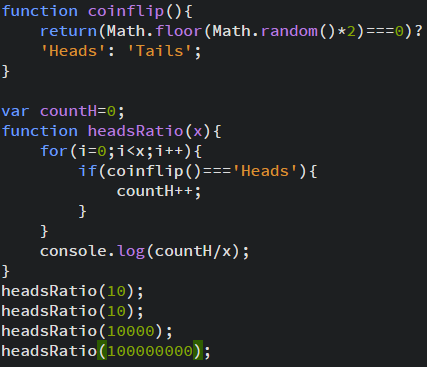 function coinflip(){
    return(Math.floor(Math.random()*2)===0)?
    'Heads': 'Tails';
}

var countH=0;
function headsRatio(x){
    for(i=0;i<x;i++){
        if(coinflip()==='Heads'){
            countH++;
        }
    }
    console.log(countH/x);
}
headsRatio(10);
headsRatio(10);
headsRatio(10000);
headsRatio(100000000);